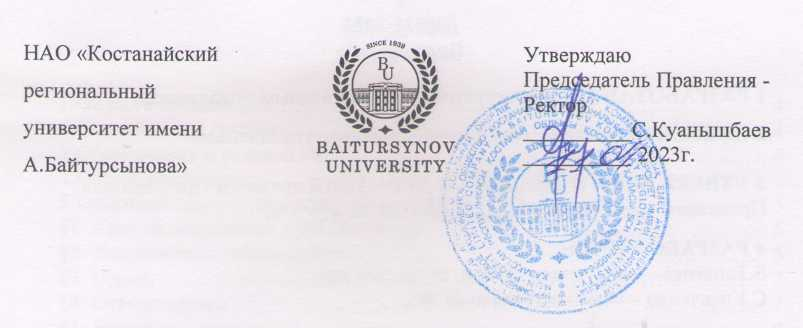 НАО «Костанайский
региональный
университет имени
А.Байтурсынова»
SINCE 1939
BU
BAITURSYNOV
UNIVERSITY
Утверждаю
Председатель Правления -
Ректор
С.Куанышбаев
2023г.